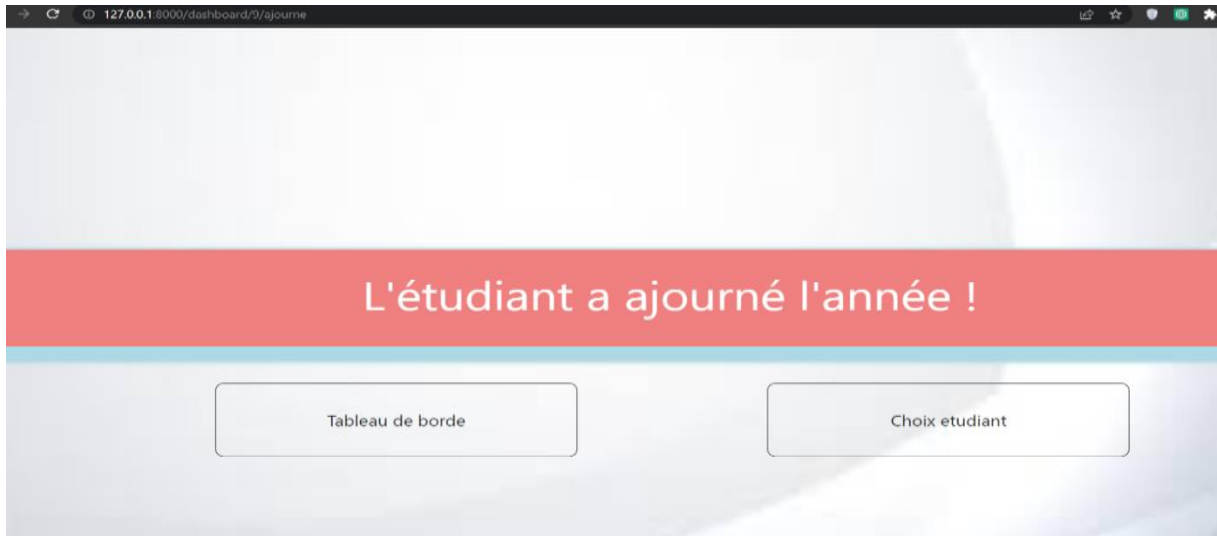 127.0.0.1:8000/dashboard/9/ajourne
L'étudiant a ajourné l'année !
Tableau de borde
Choix etudiant